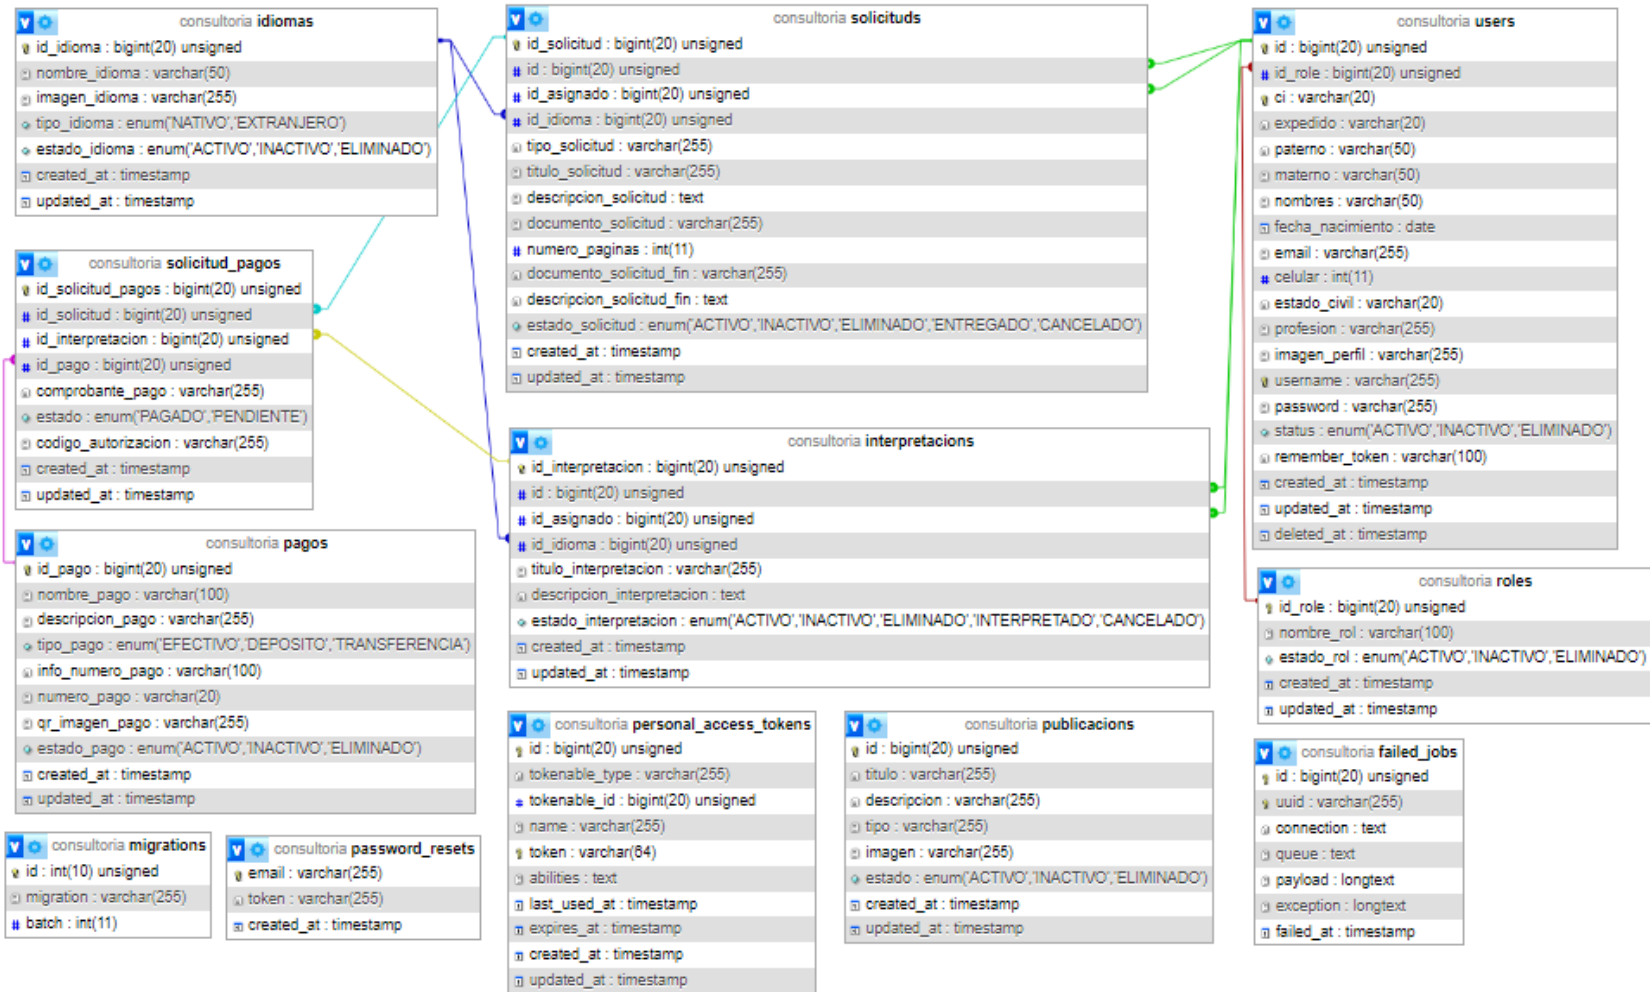 consultoria idiomas
id_idioma : bigint(20) unsigned
nombre_idioma : varchar(50)
imagen_idioma : varchar(255)
tipo_idioma : enum('NATIVO','EXTRANJERO')
estado_idioma : enum('ACTIVO','INACTIVO','ELIMINADO')
created_at : timestamp
updated_at : timestamp
consultoria solicitud_pagos
id_solicitud_pagos : bigint(20) unsigned
id_solicitud : bigint(20) unsigned
id_interpretacion : bigint(20) unsigned
id_pago : bigint(20) unsigned
comprobante_pago : varchar(255)
estado : enum('PAGADO','PENDIENTE')
codigo_autorizacion : varchar(255)
created_at : timestamp
updated_at : timestamp
consultoria pagos
id_pago : bigint(20) unsigned
nombre_pago : varchar(100)
descripcion_pago : varchar(255)
tipo_pago : enum('EFECTIVO','DEPOSITO','TRANSFERENCIA')
info_numero_pago : varchar(100)
numero_pago : varchar(20)
qr_imagen_pago : varchar(255)
estado_pago : enum('ACTIVO','INACTIVO','ELIMINADO')
created_at : timestamp
updated_at : timestamp
consultoria migrations
id : int(10) unsigned
migration : varchar(255)
batch : int(11)
consultoria password_resets
email : varchar(255)
token : varchar(255)
created_at : timestamp
consultoria solicituds
id_solicitud : bigint(20) unsigned
id : bigint(20) unsigned
id_asignado : bigint(20) unsigned
id_idioma : bigint(20) unsigned
tipo_solicitud : varchar(255)
titulo_solicitud : varchar(255)
descripcion_solicitud : text
documento_solicitud : varchar(255)
numero_paginas : int(11)
documento_solicitud_fin : varchar(255)
descripcion_solicitud_fin : text
estado_solicitud : enum('ACTIVO','INACTIVO','ELIMINADO','ENTREGADO','CANCELADO')
created_at : timestamp
updated_at : timestamp
consultoria interpretacions
id_interpretacion : bigint(20) unsigned
id : bigint(20) unsigned
id_asignado : bigint(20) unsigned
id_idioma : bigint(20) unsigned
titulo_interpretacion : varchar(255)
descripcion_interpretacion : text
estado_interpretacion : enum('ACTIVO','INACTIVO','ELIMINADO','INTERPRETADO','CANCELADO')
created_at : timestamp
updated_at : timestamp
consultoria personal_access_tokens
id : bigint(20) unsigned
tokenable_type : varchar(255)
tokenable_id : bigint(20) unsigned
name : varchar(255)
token : varchar(64)
abilities : text
last_used_at : timestamp
expires_at : timestamp
created_at : timestamp
updated_at : timestamp
consultoria publicacions
id : bigint(20) unsigned
titulo : varchar(255)
descripcion : varchar(255)
tipo : varchar(255)
imagen : varchar(255)
estado : enum('ACTIVO','INACTIVO','ELIMINADO')
created_at : timestamp
updated_at : timestamp
consultoria users
id : bigint(20) unsigned
id_role : bigint(20) unsigned
ci : varchar(20)
expedido : varchar(20)
paterno : varchar(50)
materno : varchar(50)
nombres : varchar(50)
fecha_nacimiento : date
email : varchar(255)
celular : int(11)
estado_civil : varchar(20)
profesion : varchar(255)
imagen_perfil : varchar(255)
username : varchar(255)
password : varchar(255)
status : enum('ACTIVO','INACTIVO','ELIMINADO')
remember_token : varchar(100)
created_at : timestamp
updated_at : timestamp
deleted_at : timestamp
consultoria roles
id_role : bigint(20) unsigned
nombre_rol : varchar(100)
estado_rol : enum('ACTIVO','INACTIVO','ELIMINADO')
created_at : timestamp
updated_at : timestamp
consultoria failed_jobs
id : bigint(20) unsigned
uuid : varchar(255)
connection : text
queue : text
payload : longtext
exception : longtext
failed_at : timestamp